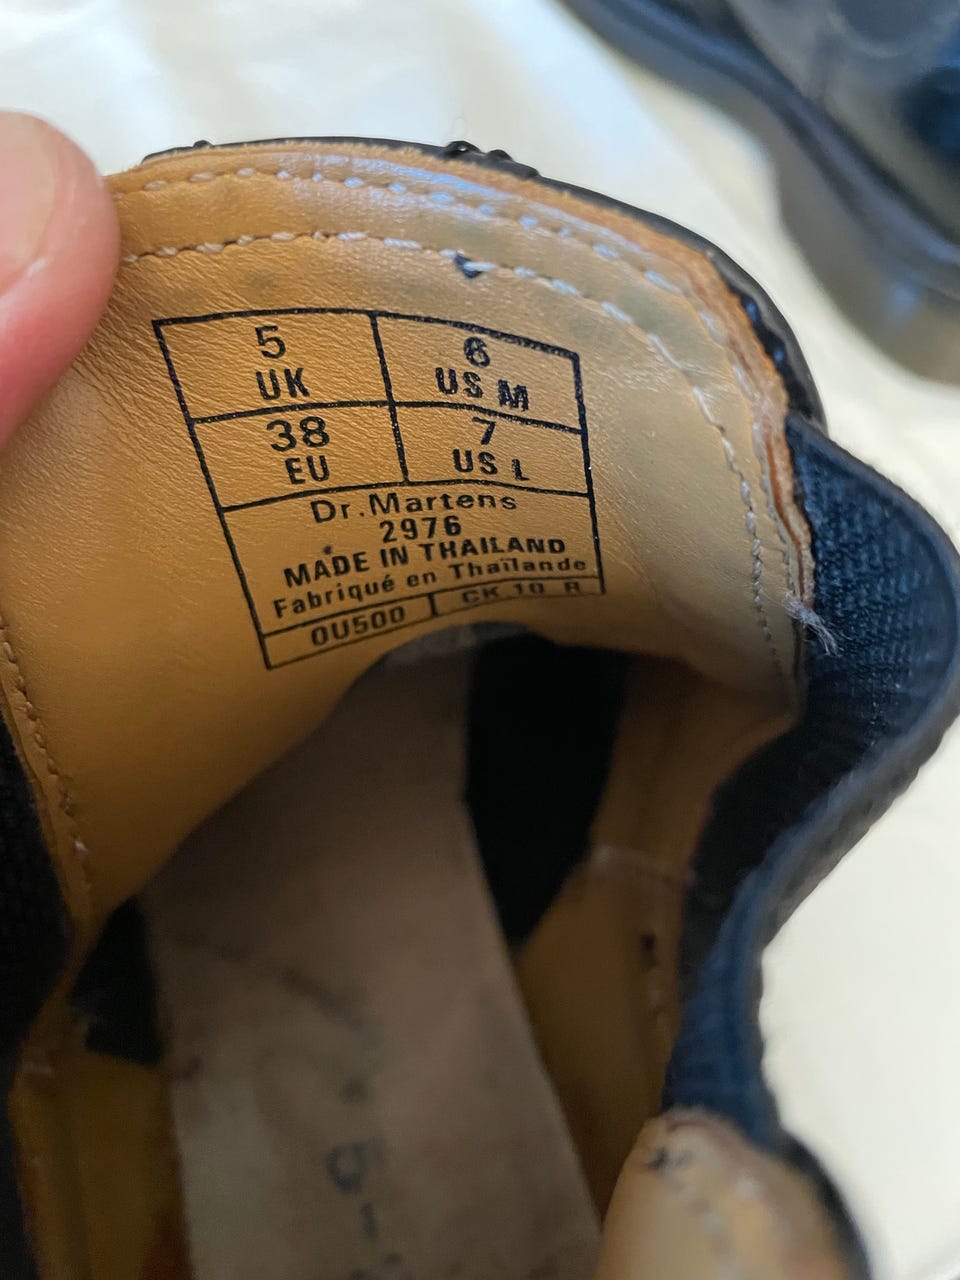 5 6
UK US M
38 7
EU US L
Dr. Martens
2976
MADE IN THAILAND
Fabriqué en Thaïlande
0U500 CK 10 R